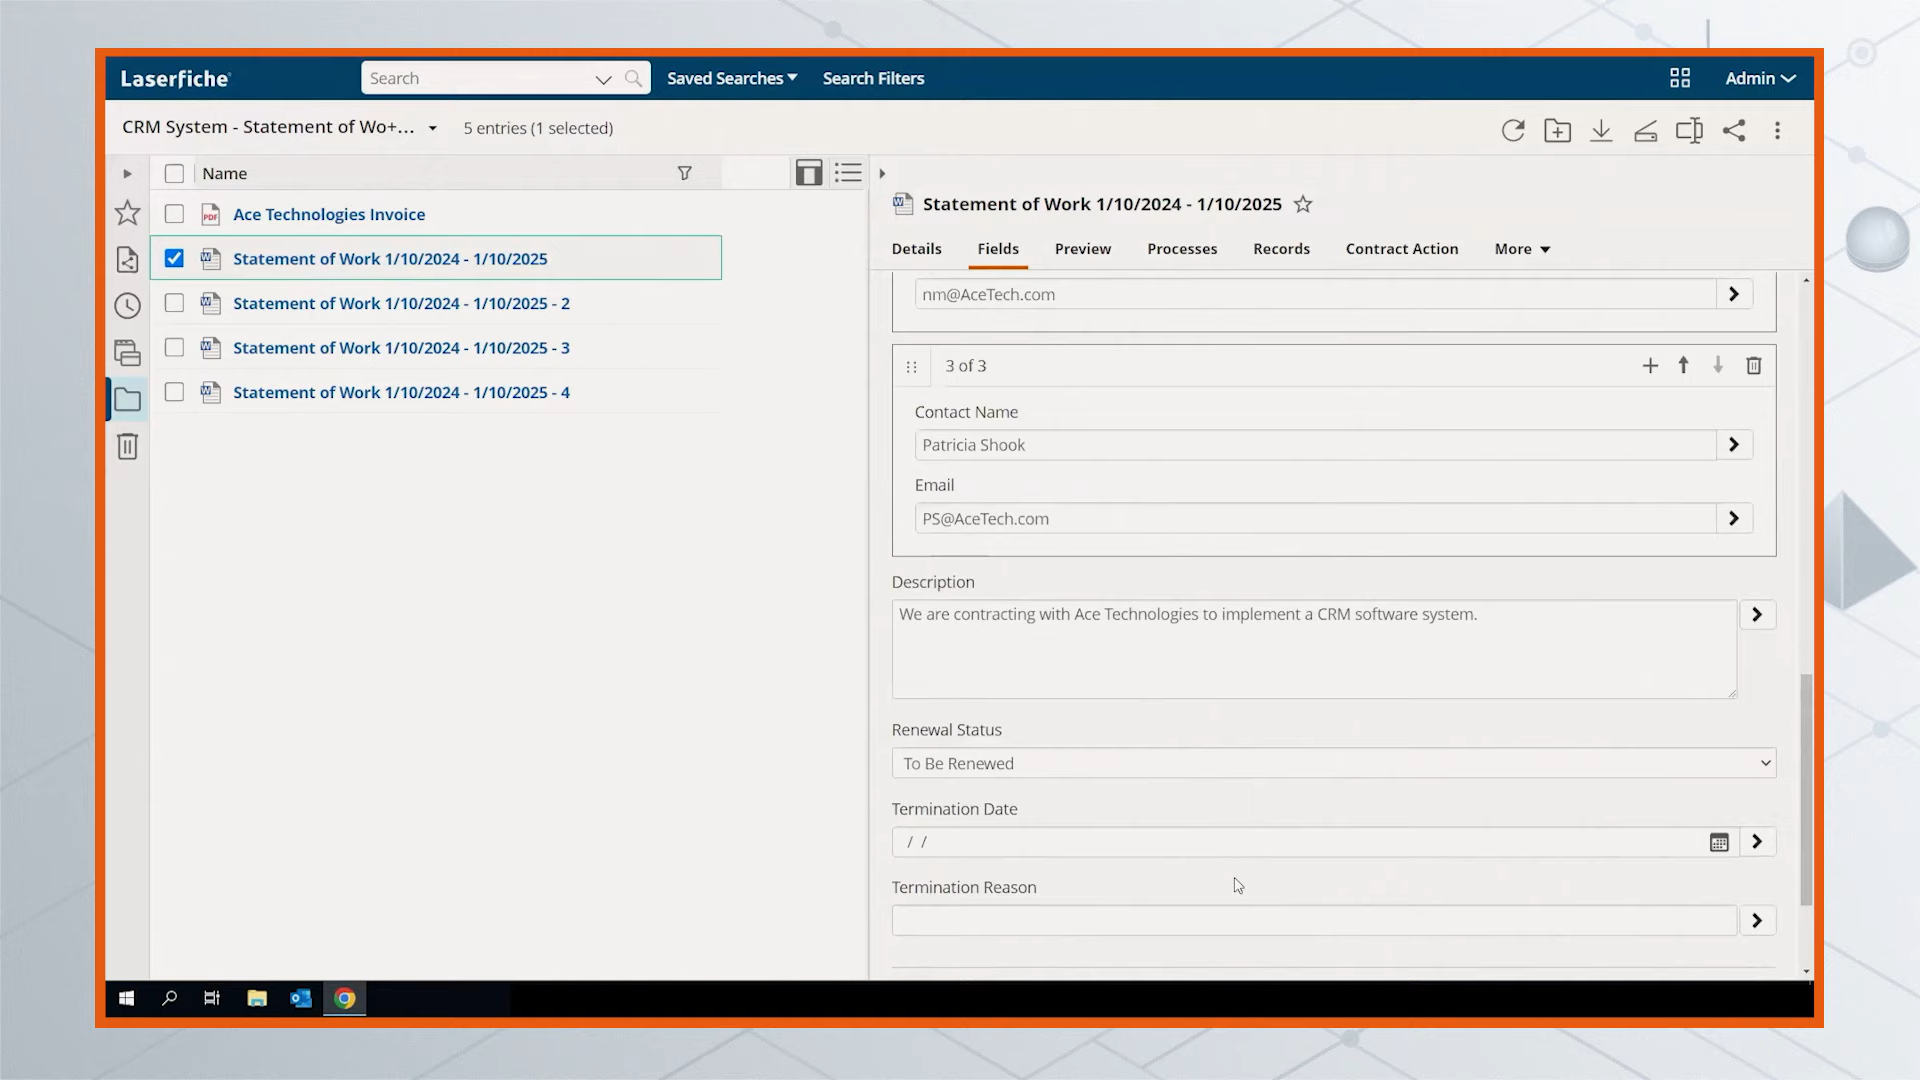 Laserfiche
Search
Saved Searches
Search Filters
Admin
CRM System - Statement of Wo+...
5 entries (1 selected)
Name
PDF
Ace Technologies Invoice
Statement of Work 1/10/2024 - 1/10/2025
Statement of Work 1/10/2024 - 1/10/2025 - 2
Statement of Work 1/10/2024 - 1/10/2025 - 3
Statement of Work 1/10/2024 - 1/10/2025 - 4
Statement of Work 1/10/2024 - 1/10/2025
Details
Fields
Preview
Processes
Records
Contract Action
More
nm@AceTech.com
3 of 3
Contact Name
Patricia Shook
Email
PS@AceTech.com
Description
We are contracting with Ace Technologies to implement a CRM software system.
Renewal Status
To Be Renewed
Termination Date
/ /
Termination Reason